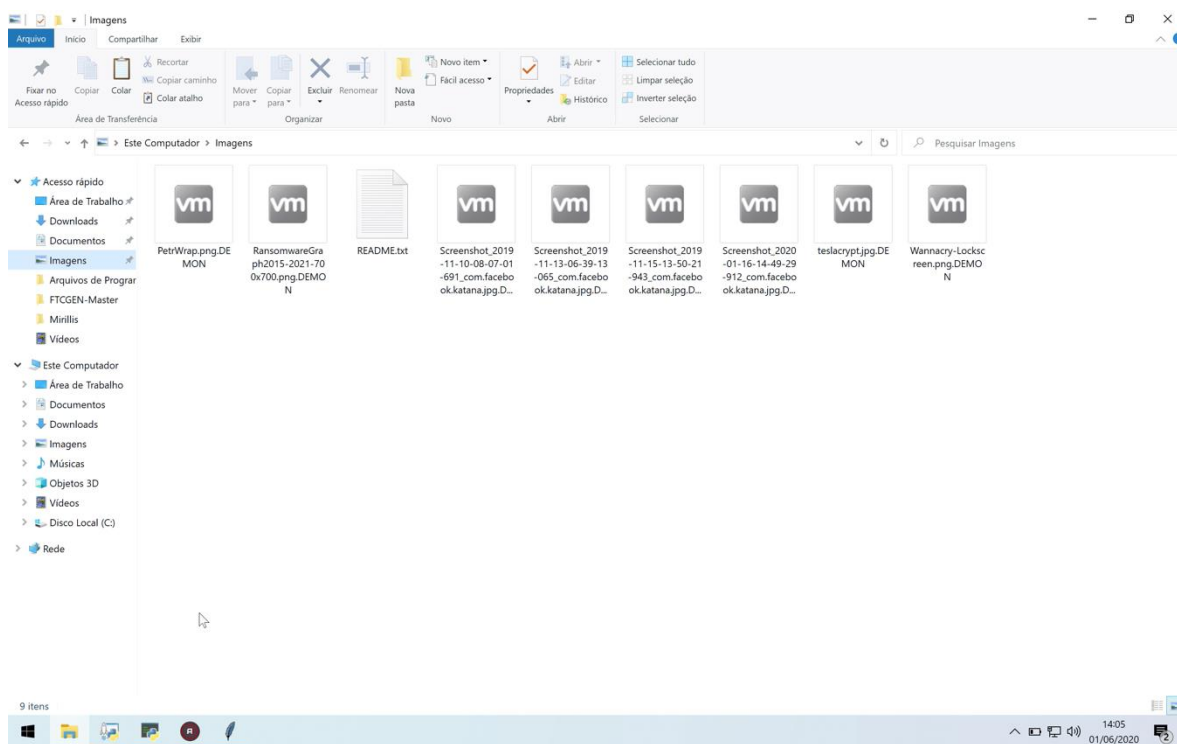 Imagens
Arquivo Início Compartilhar Exibir
Fixar no
Acesso rápido
Copiar
Colar
Recortar
Copiar caminho
Colar atalho
Área de Transferência
Mover
para
Copiar
para
Excluir
Renomear
Organizar
Nova
pasta
Novo item
Fácil acesso
Novo
Propriedades
Abrir
Editar
Histórico
Abrir
Selecionar tudo
Limpar seleção
Inverter seleção
Selecionar
> Este Computador > Imagens
Pesquisar Imagens
Acesso rápido
Área de Trabalho
Downloads
Documentos
Imagens
Arquivos de Prograr
FTCGEN-Master
Mirillis
Vídeos
Este Computador
Área de Trabalho
Documentos
Downloads
Imagens
Músicas
Objetos 3D
Vídeos
Disco Local (C:)
Rede
vm
PetrWrap.png.DE
MON
vm
RansomwareGra
ph2015-2021-70
0x700.png.DEMO
N
README.txt
vm
Screenshot_2019
-11-10-08-07-01
-691_com.facebo
ok.katana.jpg.D...
vm
Screenshot_2019
-11-13-06-39-13
-065_com.facebo
ok.katana.jpg.D...
vm
Screenshot_2019
-11-15-13-50-21
-943_com.facebo
ok.katana.jpg.D...
vm
Screenshot_2020
-01-16-14-49-29
-912_com.facebo
ok.katana.jpg.D...
vm
teslacrypt.jpg.DE
MON
vm
Wannacry-Locksc
reen.png.DEMO
N
9 itens
14:05
01/06/2020
2